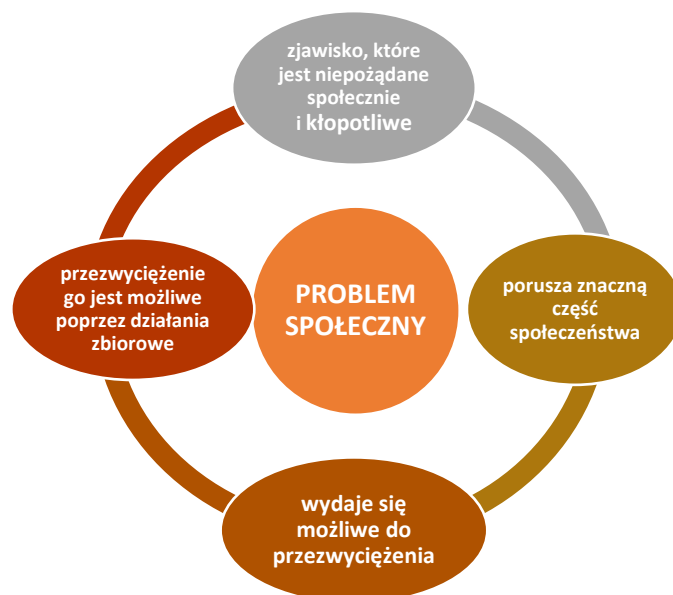 zjawisko, które
jest niepożądane
społecznie
i kłopotliwe
przezwyciężenie
go jest możliwe
poprzez działania
zbiorowe
PROBLEM
SPOŁECZNY
porusza znaczną
część
społeczeństwa
wydaje się
możliwe do
przezwyciężenia